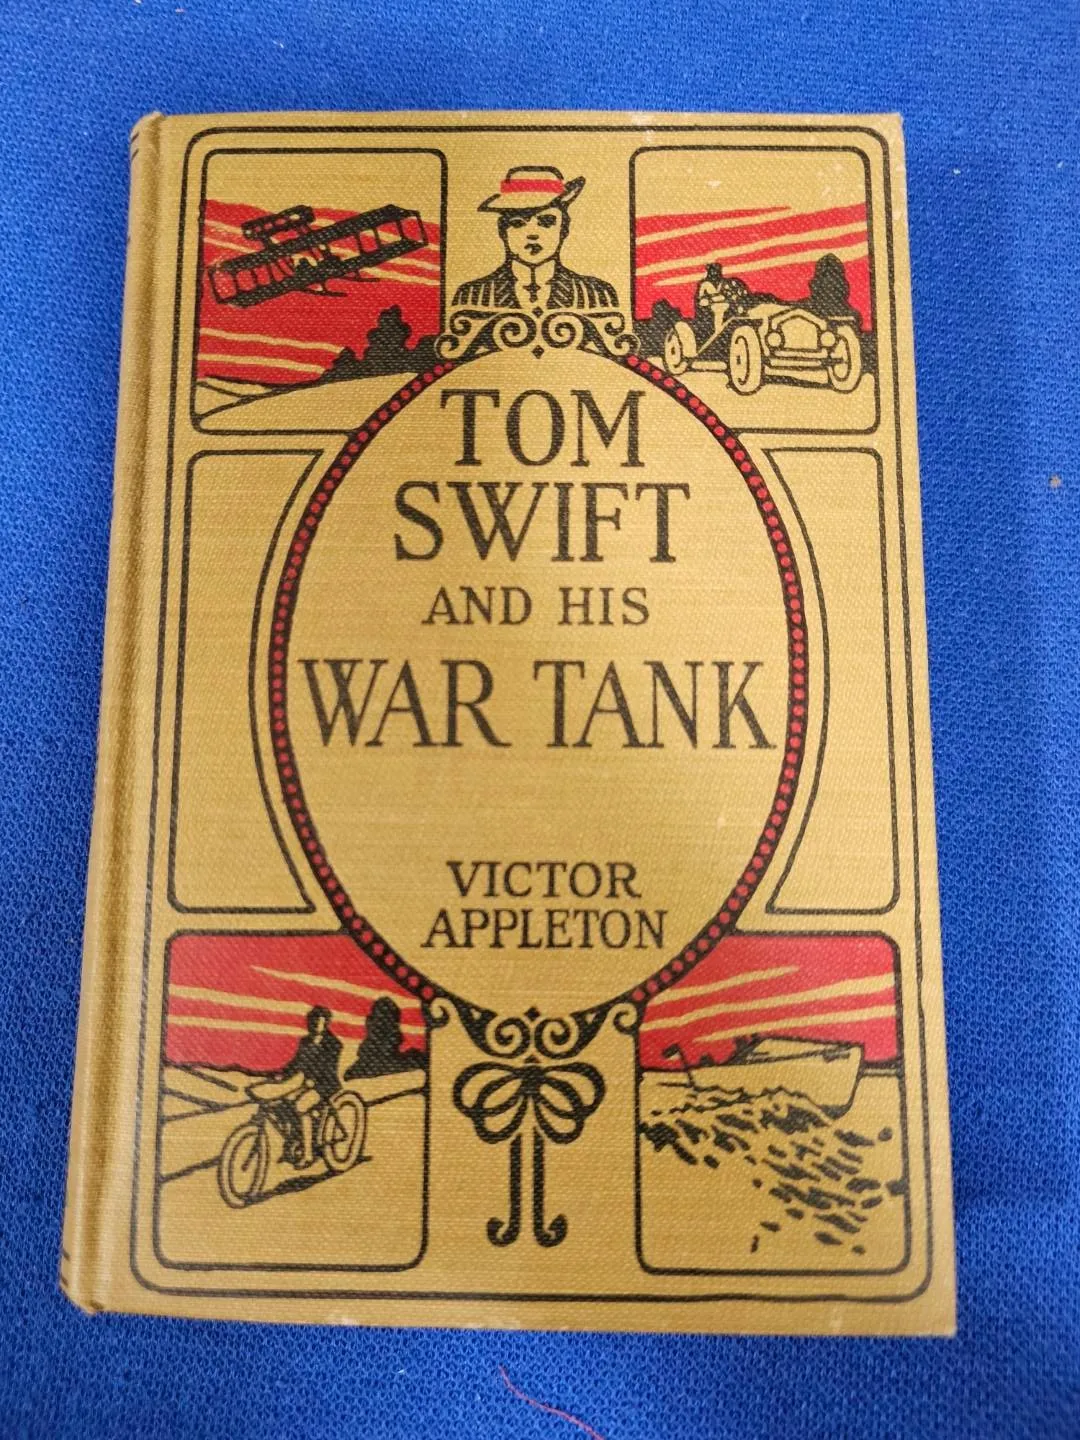 TOM
SWIFT
AND HIS
WAR TANK
VICTOR
APPLETON